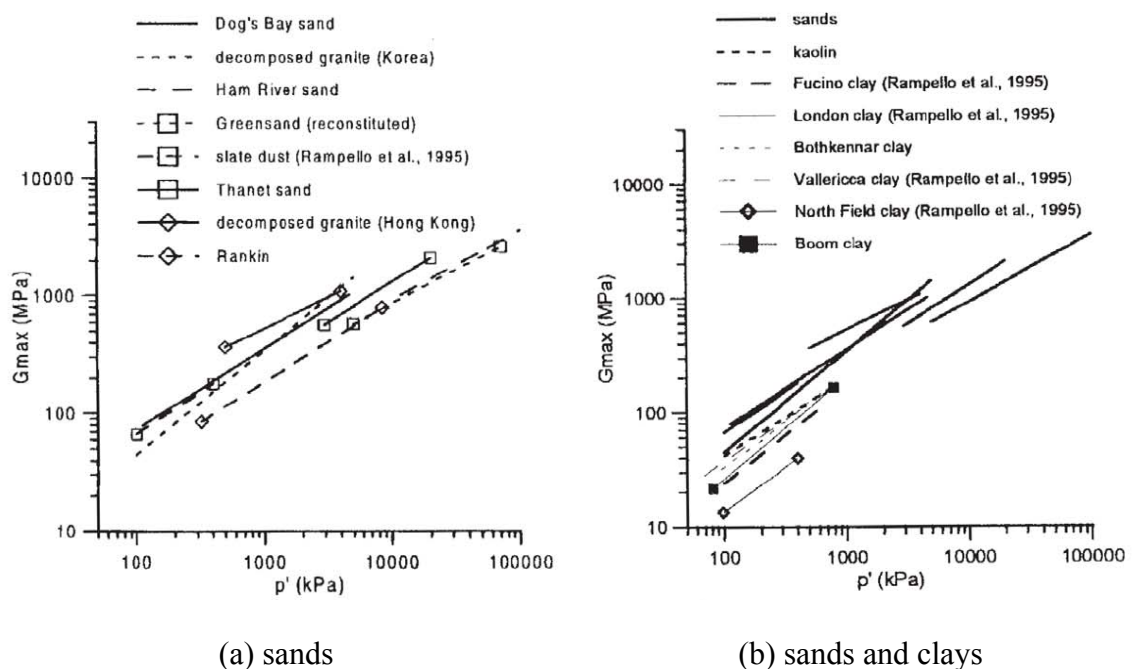 Dog's Bay sand
decomposed granite (Korea)
Ham River sand
Greensand (reconstituted)
slate dust (Rampello et al., 1995)
Thanet sand
decomposed granite (Hong Kong)
Rankin
10000
1000
100
10
Gmax (MPa)
100
1000
10000
100000
p' (kPa)
(a) sands
sands
kaolin
Fucino clay (Rampello et al., 1995)
London clay (Rampello et al., 1995)
Bothkennar clay
Vallericca clay (Rampello et al., 1995)
North Field clay (Rampello et al., 1995)
Boom clay
10000
1000
100
10
Gmax (MPa)
100
1000
10000
100000
p' (kPa)
(b) sands and clays